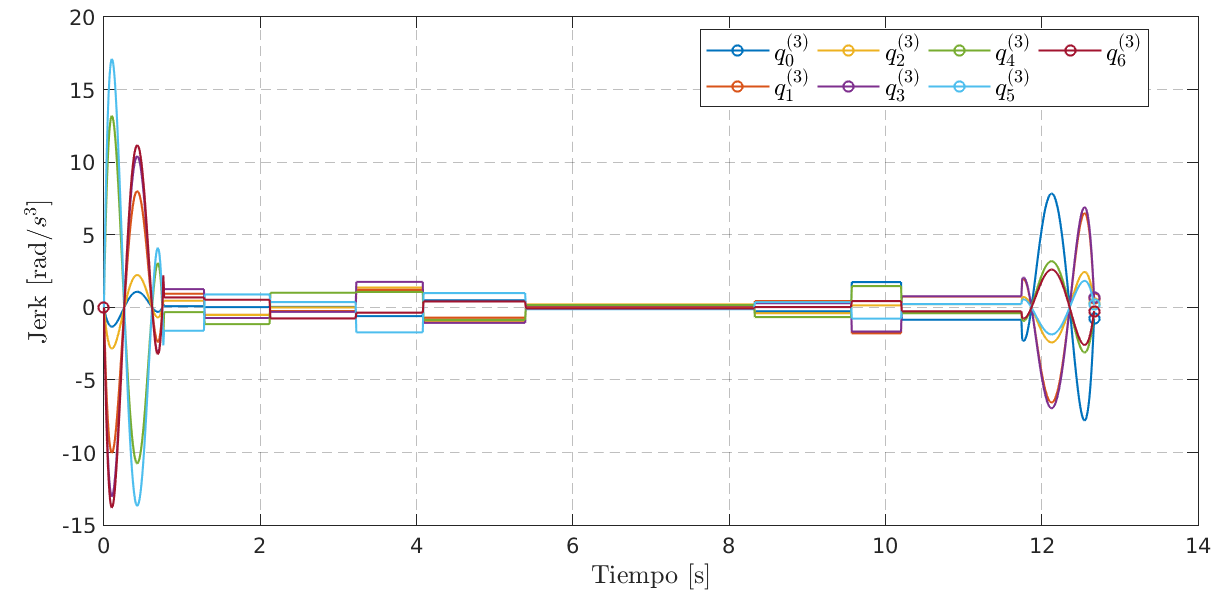 20
15
10
5
0
-5
-10
-15
Jerk [rad/s³]
q₀⁽³⁾ q₂⁽³⁾ q₄⁽³⁾ q₆⁽³⁾
q₁⁽³⁾ q₃⁽³⁾ q₅⁽³⁾
0 2 4 6 8 10 12 14
Tiempo [s]